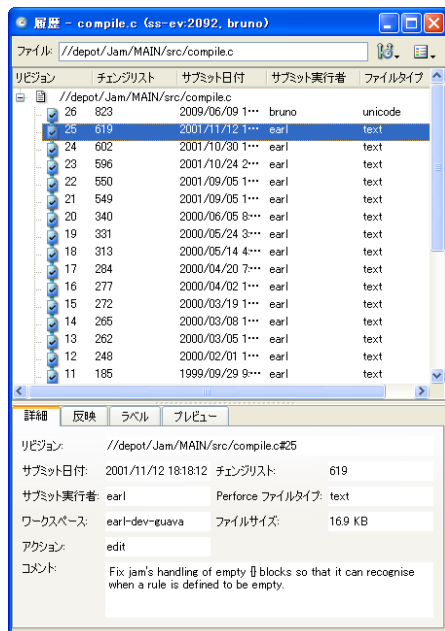 履歴 - compile.c (ss-ev:2092, bruno)
ファイル: //depot/Jam/MAIN/src/compile.c
リビジョン チェンジリスト サブミット日付 サブミット実行者 ファイルタイプ
//depot/Jam/MAIN/src/compile.c
26 823 2009/06/09 1… bruno unicode
25 619 2001/11/12 1… earl text
24 602 2001/10/30 1… earl text
23 596 2001/10/24 2… earl text
22 550 2001/09/05 1… earl text
21 549 2001/09/05 1… earl text
20 340 2000/06/05 8… earl text
19 331 2000/05/24 3… earl text
18 313 2000/05/14 4… earl text
17 284 2000/04/20 7… earl text
16 277 2000/04/02 1… earl text
15 272 2000/03/19 1… earl text
14 265 2000/03/08 1… earl text
13 262 2000/03/05 1… earl text
12 248 2000/02/01 1… earl text
11 185 1999/09/29 9… earl text
詳細 反映 ラベル プレビュー
リビジョン: //depot/Jam/MAIN/src/compile.c#25
サブミット日付: 2001/11/12 18:18:12 チェンジリスト: 619
サブミット実行者: earl Perforce ファイルタイプ: text
ワークスペース: earl-dev-guava ファイルサイズ: 16.9 KB
アクション: edit
コメント: Fix jam's handling of empty {} blocks so that it can recognise
when a rule is defined to be empty.